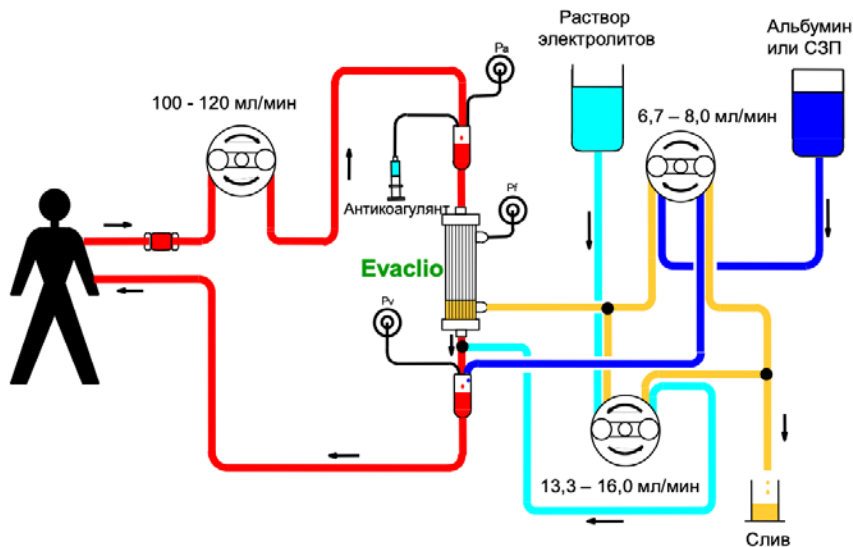 Раствор
электролитов
Альбумин
или СЗП
Pa
100 - 120 мл/мин
6,7 – 8,0 мл/мин
Антикоагулянт
Pf
Evaclio
Pv
13,3 – 16,0 мл/мин
Слив